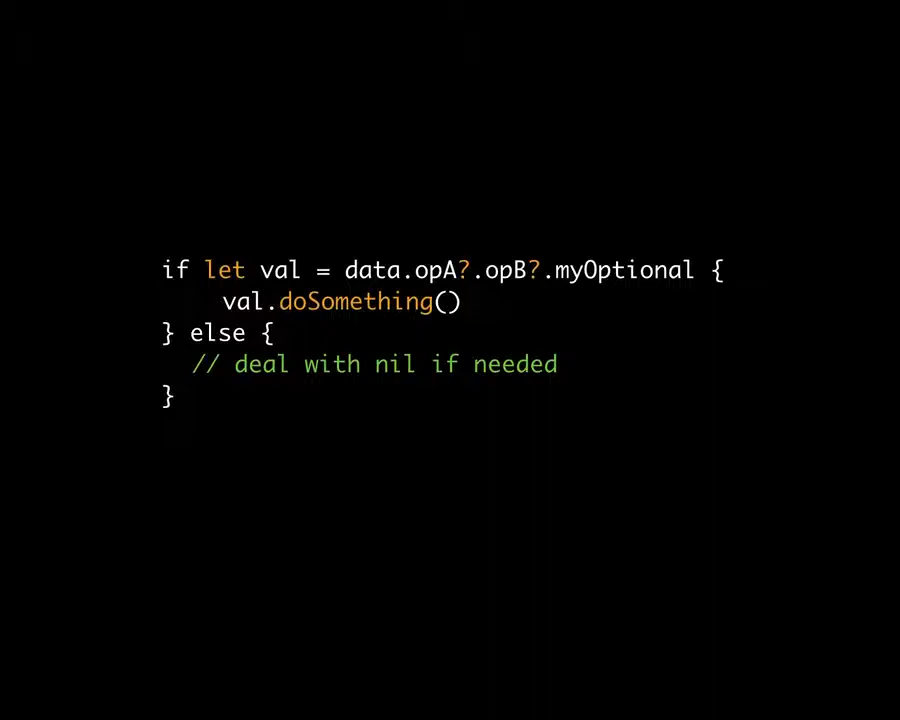 if let val = data.opA?.opB?.myOptional {
    val.doSomething()
} else {
  // deal with nil if needed
}